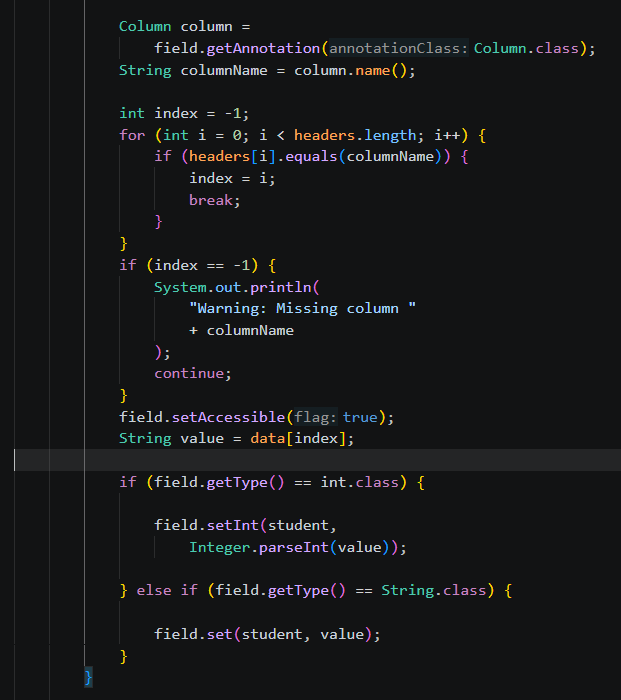 Column column =
field.getAnnotation(annotationClass: Column.class);
String columnName = column.name();
int index = -1;
for (int i = 0; i < headers.length; i++) {
if (headers[i].equals(columnName)) {
index = i;
break;
}
}
if (index == -1) {
System.out.println(
"Warning: Missing column "
+ columnName
);
continue;
}
field.setAccessible(flag: true);
String value = data[index];
if (field.getType() == int.class) {
field.setInt(student,
Integer.parseInt(value));
} else if (field.getType() == String.class) {
field.set(student, value);
}
}